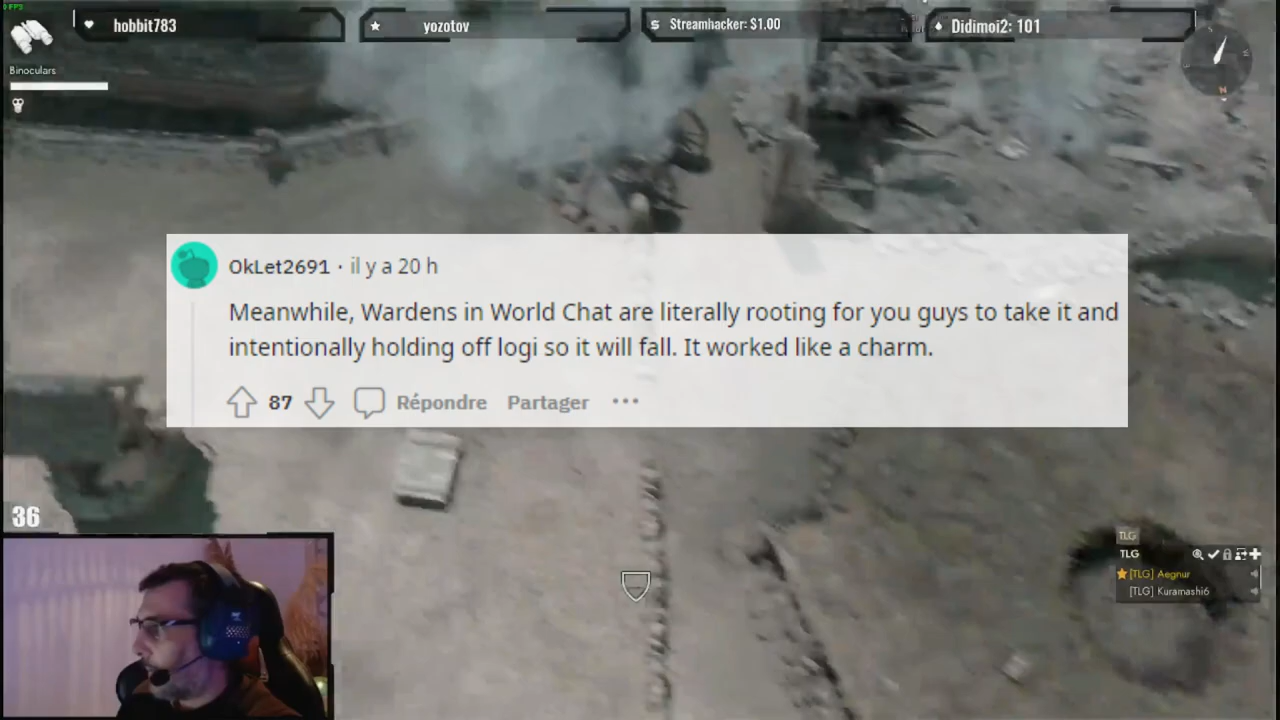 0 FPS
hobbit783
yozotov
Streamhacker: $1.00
Didimoi2: 101
Binoculars
N
OkLet2691 · il y a 20 h
Meanwhile, Wardens in World Chat are literally rooting for you guys to take it and
intentionally holding off logi so it will fall. It worked like a charm.
87 Répondre Partager ...
36
TLG
TLG
[TLG] Aegnur
[TLG] Kuramashi6